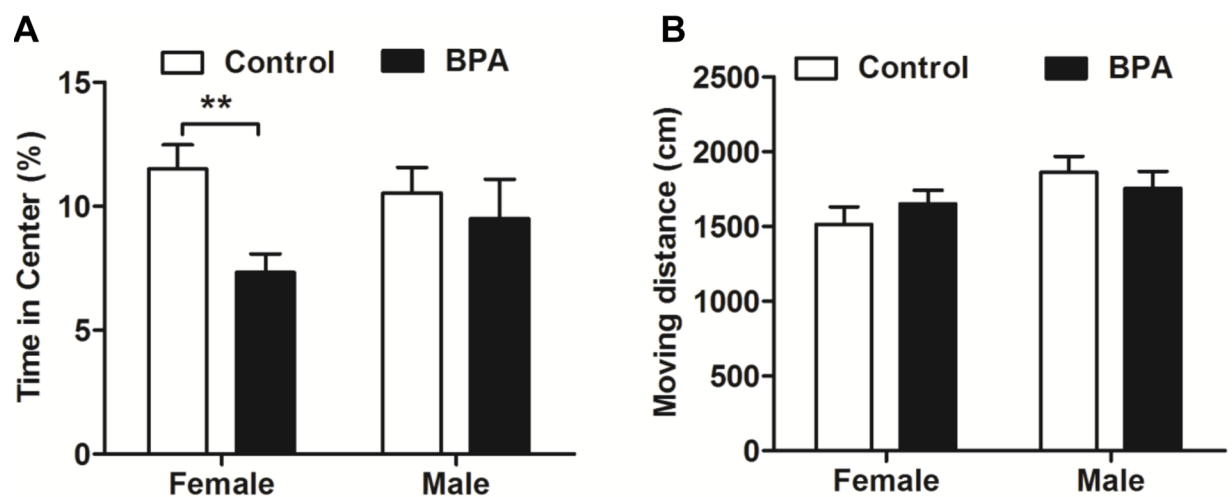 A
Control BPA
15
10
5
0
Time in Center (%)
**
Female Male
B
Control BPA
2500
2000
1500
1000
500
0
Moving distance (cm)
Female Male